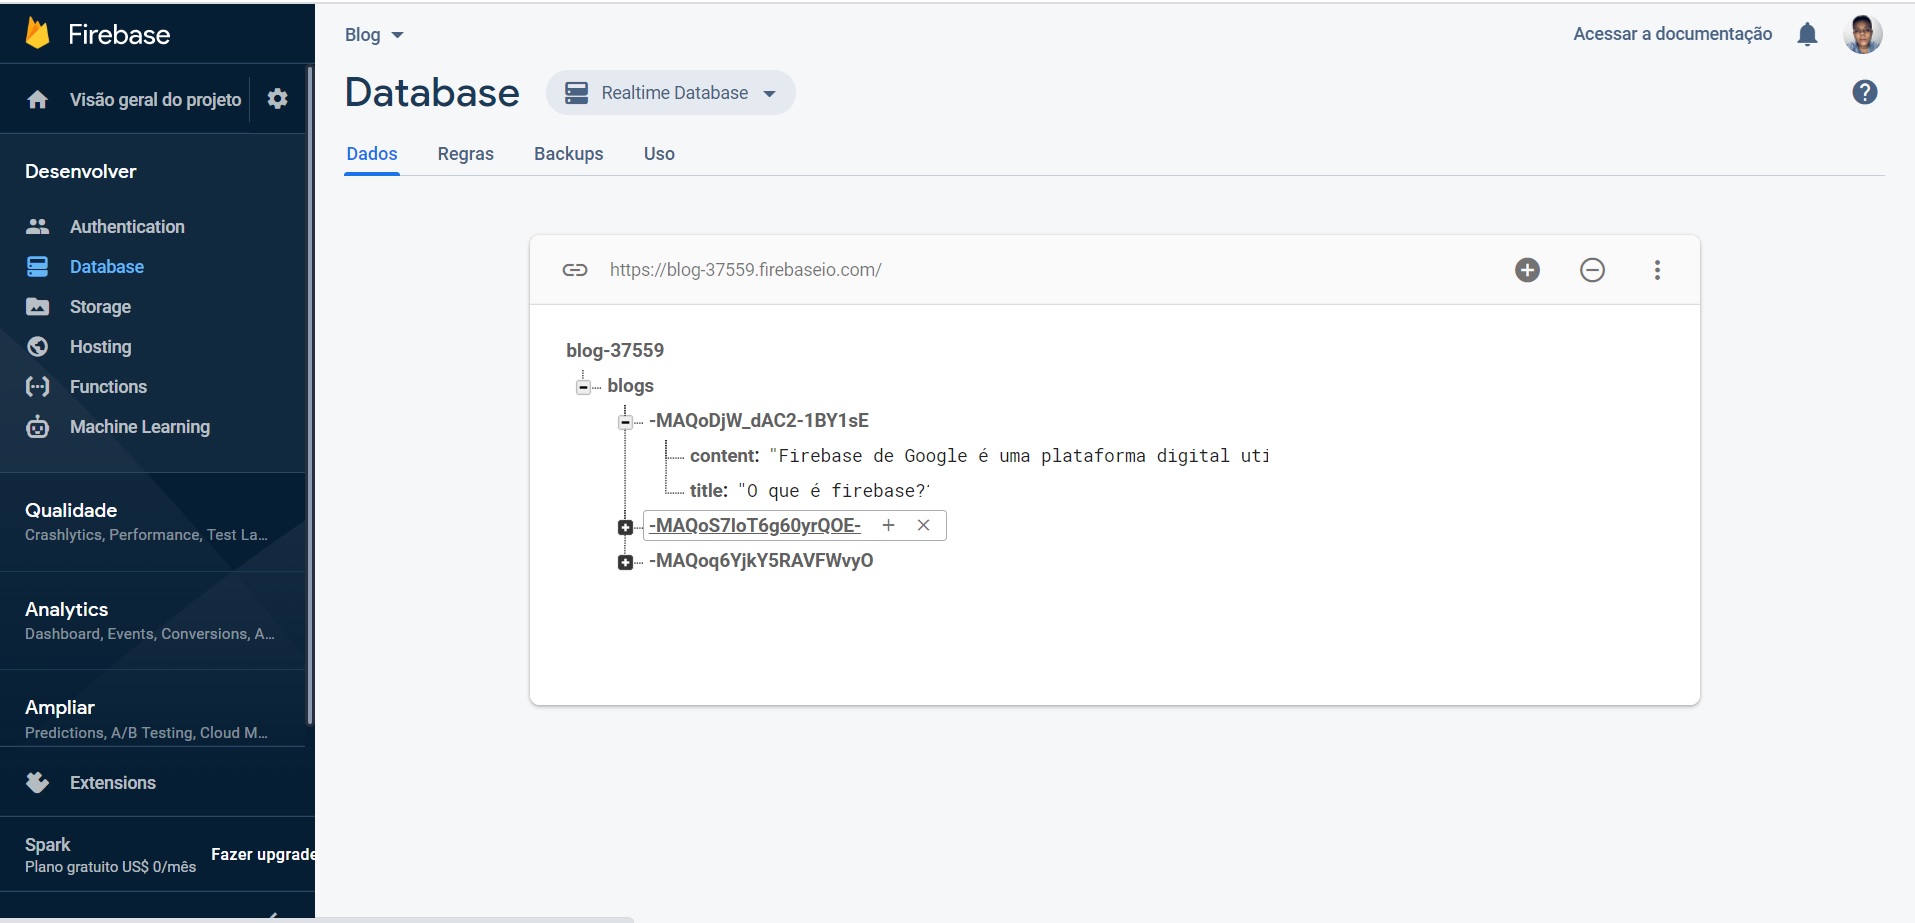 Firebase
Blog
Acessar a documentação
Visão geral do projeto
Database
Realtime Database
Dados Regras Backups Uso
Desenvolver
Authentication
Database
Storage
Hosting
Functions
Machine Learning
Qualidade
Crashlytics, Performance, Test La...
Analytics
Dashboard, Events, Conversions, A...
Ampliar
Predictions, A/B Testing, Cloud M...
Extensions
Spark
Plano gratuito US$ 0/mês
Fazer upgrade
https://blog-37559.firebaseio.com/
blog-37559
blogs
-MAQoDjW_dAC2-1BY1sE
content: "Firebase de Google é uma plataforma digital uti
title: "O que é firebase?"
-MAQoS7IoT6g60yrQOE-
-MAQoq6YjkY5RAVFWvyO